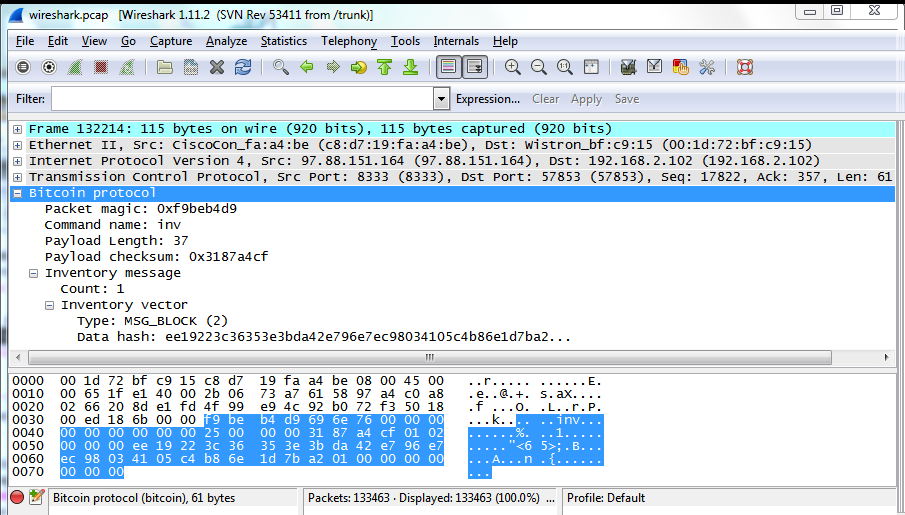 wireshark.pcap [Wireshark 1.11.2 (SVN Rev 53411 from /trunk)]
File Edit View Go Capture Analyze Statistics Telephony Tools Internals Help
Filter: Expression... Clear Apply Save
Frame 132214: 115 bytes on wire (920 bits), 115 bytes captured (920 bits)
Ethernet II, Src: CiscoCon_fa:a4:be (c8:d7:19:fa:a4:be), Dst: Wistron_bf:c9:15 (00:1d:72:bf:c9:15)
Internet Protocol Version 4, Src: 97.88.151.164 (97.88.151.164), Dst: 192.168.2.102 (192.168.2.102)
Transmission Control Protocol, Src Port: 8333 (8333), Dst Port: 57853 (57853), Seq: 17822, Ack: 357, Len: 61
Bitcoin protocol
Packet magic: 0xf9beb4d9
Command name: inv
Payload Length: 37
Payload checksum: 0x3187a4cf
Inventory message
Count: 1
Inventory vector
Type: MSG_BLOCK (2)
Data hash: ee19223c36353e3bda42e796e7ec98034105c4b86e1d7ba2...
0000 00 1d 72 bf c9 15 c8 d7 19 fa a4 be 08 00 45 00 ..r..... ......E.
0010 00 65 1f e1 40 00 2b 06 73 a7 61 58 97 a4 c0 a8 .e..@.+. s.aX....
0020 02 66 20 8d e1 fd 4f 99 e9 4c 92 b0 72 f3 50 18 .f ...O. .L..r.P.
0030 00 ed 18 6b 00 00 f9 be b4 d9 69 6e 76 00 00 00 ...k.... ..inv...
0040 00 00 00 00 00 00 25 00 00 00 31 87 a4 cf 01 02 ......%. ..1.....
0050 00 00 00 ee 19 22 3c 36 35 3e 3b da 42 e7 96 e7 ....."<6 5>;.B...
0060 ec 98 03 41 05 c4 b8 6e 1d 7b a2 01 00 00 00 00 ...A...n .{......
0070 00 00 00 ...
Bitcoin protocol (bitcoin), 61 bytes Packets: 133463 · Displayed: 133463 (100.0%) ... Profile: Default